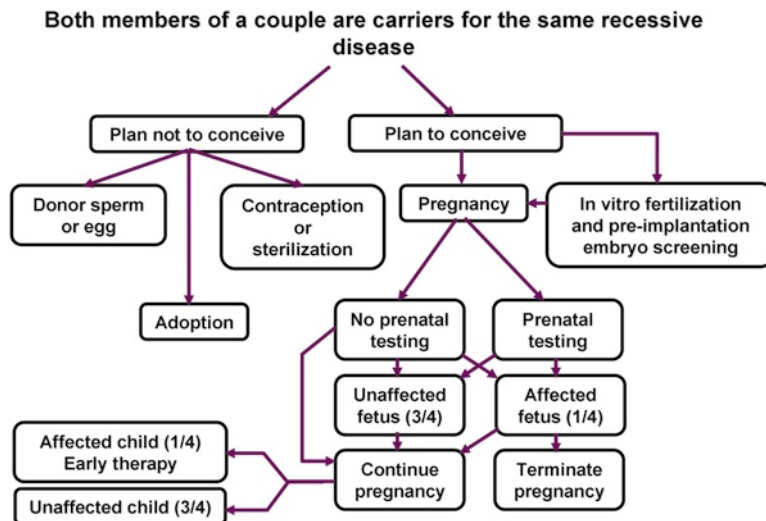 Both members of a couple are carriers for the same recessive
disease
Plan not to conceive
Plan to conceive
Donor sperm
or egg
Contraception
or
sterilization
Pregnancy
In vitro fertilization
and pre-implantation
embryo screening
Adoption
No prenatal
testing
Prenatal
testing
Unaffected
fetus (3/4)
Affected
fetus (1/4)
Affected child (1/4)
Early therapy
Continue
pregnancy
Terminate
pregnancy
Unaffected child (3/4)